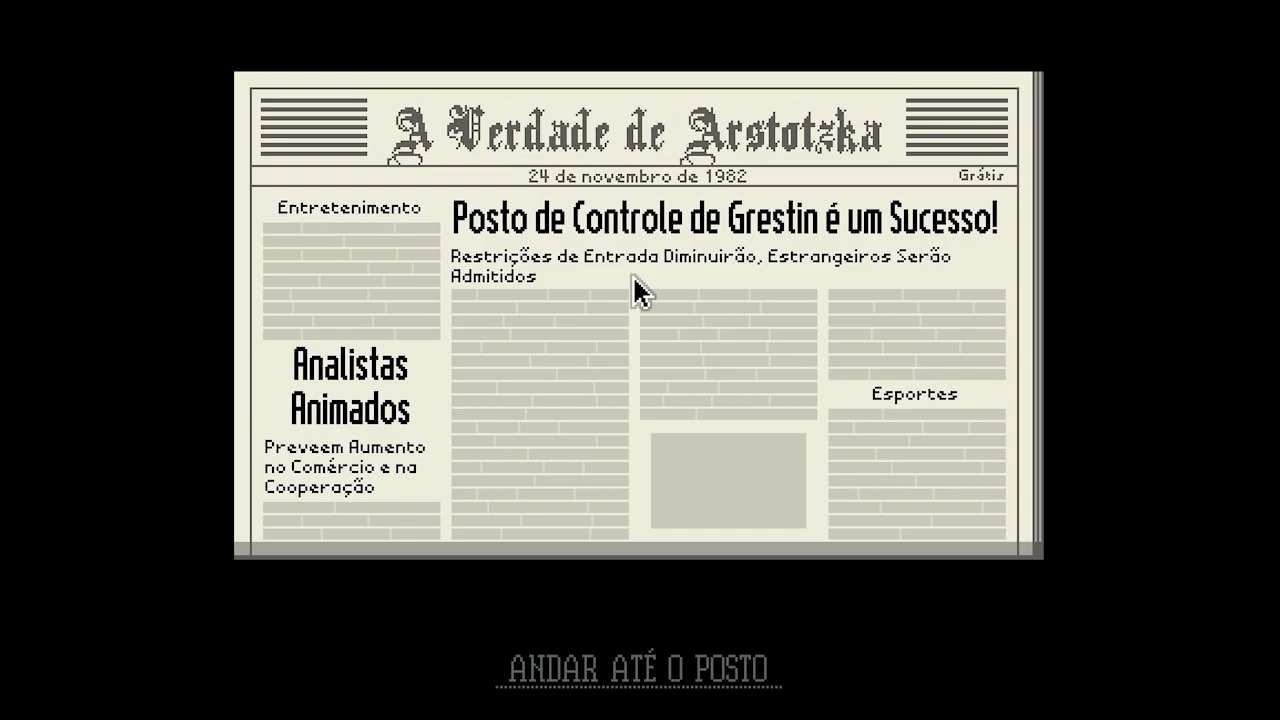 A Verdade de Arstotzka
24 de novembro de 1982
Grátis
Entretenimento
Analistas
Animados
Preveem Aumento
no Comércio e na
Cooperação
Posto de Controle de Grestin é um Sucesso!
Restrições de Entrada Diminuirão, Estrangeiros Serão
Admitidos
Esportes
ANDAR ATÉ O POSTO